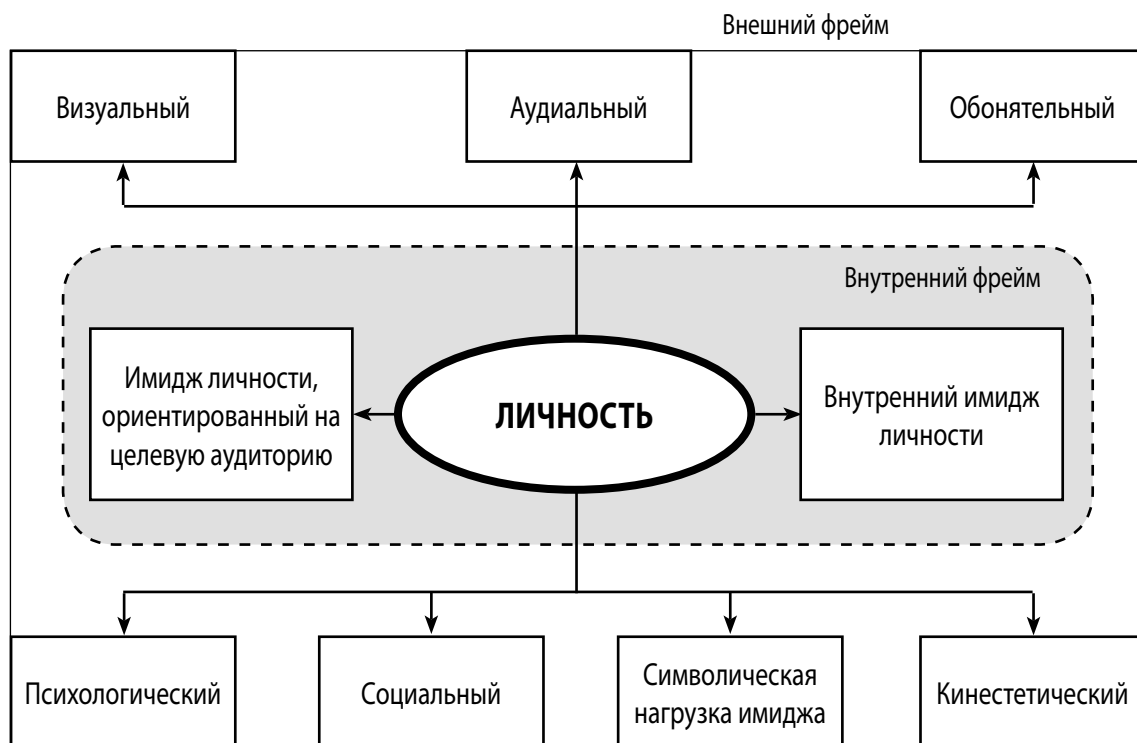 Внешний фрейм
Визуальный
Аудиальный
Обонятельный
Внутренний фрейм
Имидж личности,
ориентированный на
целевую аудиторию
ЛИЧНОСТЬ
Внутренний имидж
личности
Психологический
Социальный
Символическая
нагрузка имиджа
Кинестетический